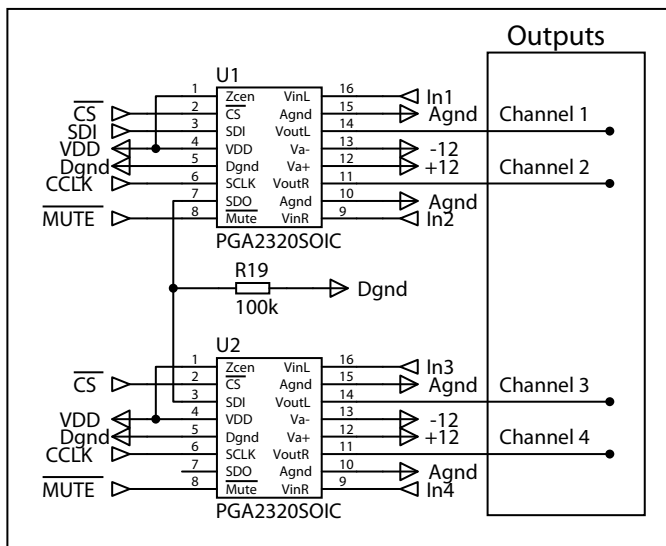 Outputs
U1
1 Zcen VinL 16 In1
CS 2 CS Agnd 15 Agnd Channel 1
SDI 3 SDI VoutL 14
VDD 4 VDD Va- 13 -12
Dgnd 5 Dgnd Va+ 12 +12 Channel 2
CCLK 6 SCLK VoutR 11
7 SDO Agnd 10 Agnd
MUTE 8 Mute VinR 9 In2
PGA2320SOIC
R19
100k
Dgnd
U2
1 Zcen VinL 16 In3
CS 2 CS Agnd 15 Agnd Channel 3
3 SDI VoutL 14
VDD 4 VDD Va- 13 -12
Dgnd 5 Dgnd Va+ 12 +12 Channel 4
CCLK 6 SCLK VoutR 11
7 SDO Agnd 10 Agnd
MUTE 8 Mute VinR 9 In4
PGA2320SOIC